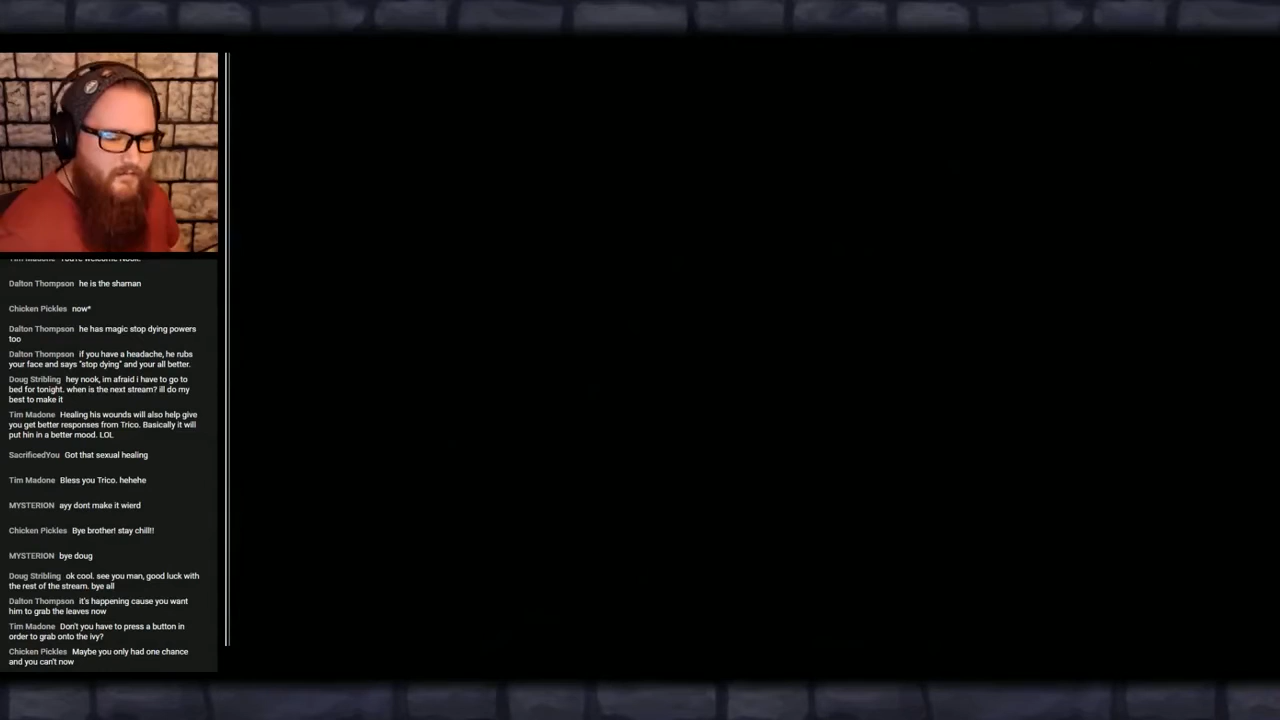 Tim Madone You're welcome Nook.
Dalton Thompson he is the shaman
Chicken Pickles now*
Dalton Thompson he has magic stop dying powers
too
Dalton Thompson if you have a headache, he rubs
your face and says "stop dying" and your all better.
Doug Stribling hey nook, im afraid i have to go to
bed for tonight. when is the next stream? ill do my
best to make it
Tim Madone Healing his wounds will also help give
you get better responses from Trico. Basically it will
put hin in a better mood. LOL
SacrificedYou Got that sexual healing
Tim Madone Bless you Trico. hehehe
MYSTERION ayy dont make it wierd
Chicken Pickles Bye brother! stay chill!!
MYSTERION bye doug
Doug Stribling ok cool. see you man, good luck with
the rest of the stream. bye all
Dalton Thompson it's happening cause you want
him to grab the leaves now
Tim Madone Don't you have to press a button in
order to grab onto the ivy?
Chicken Pickles Maybe you only had one chance
and you can't now